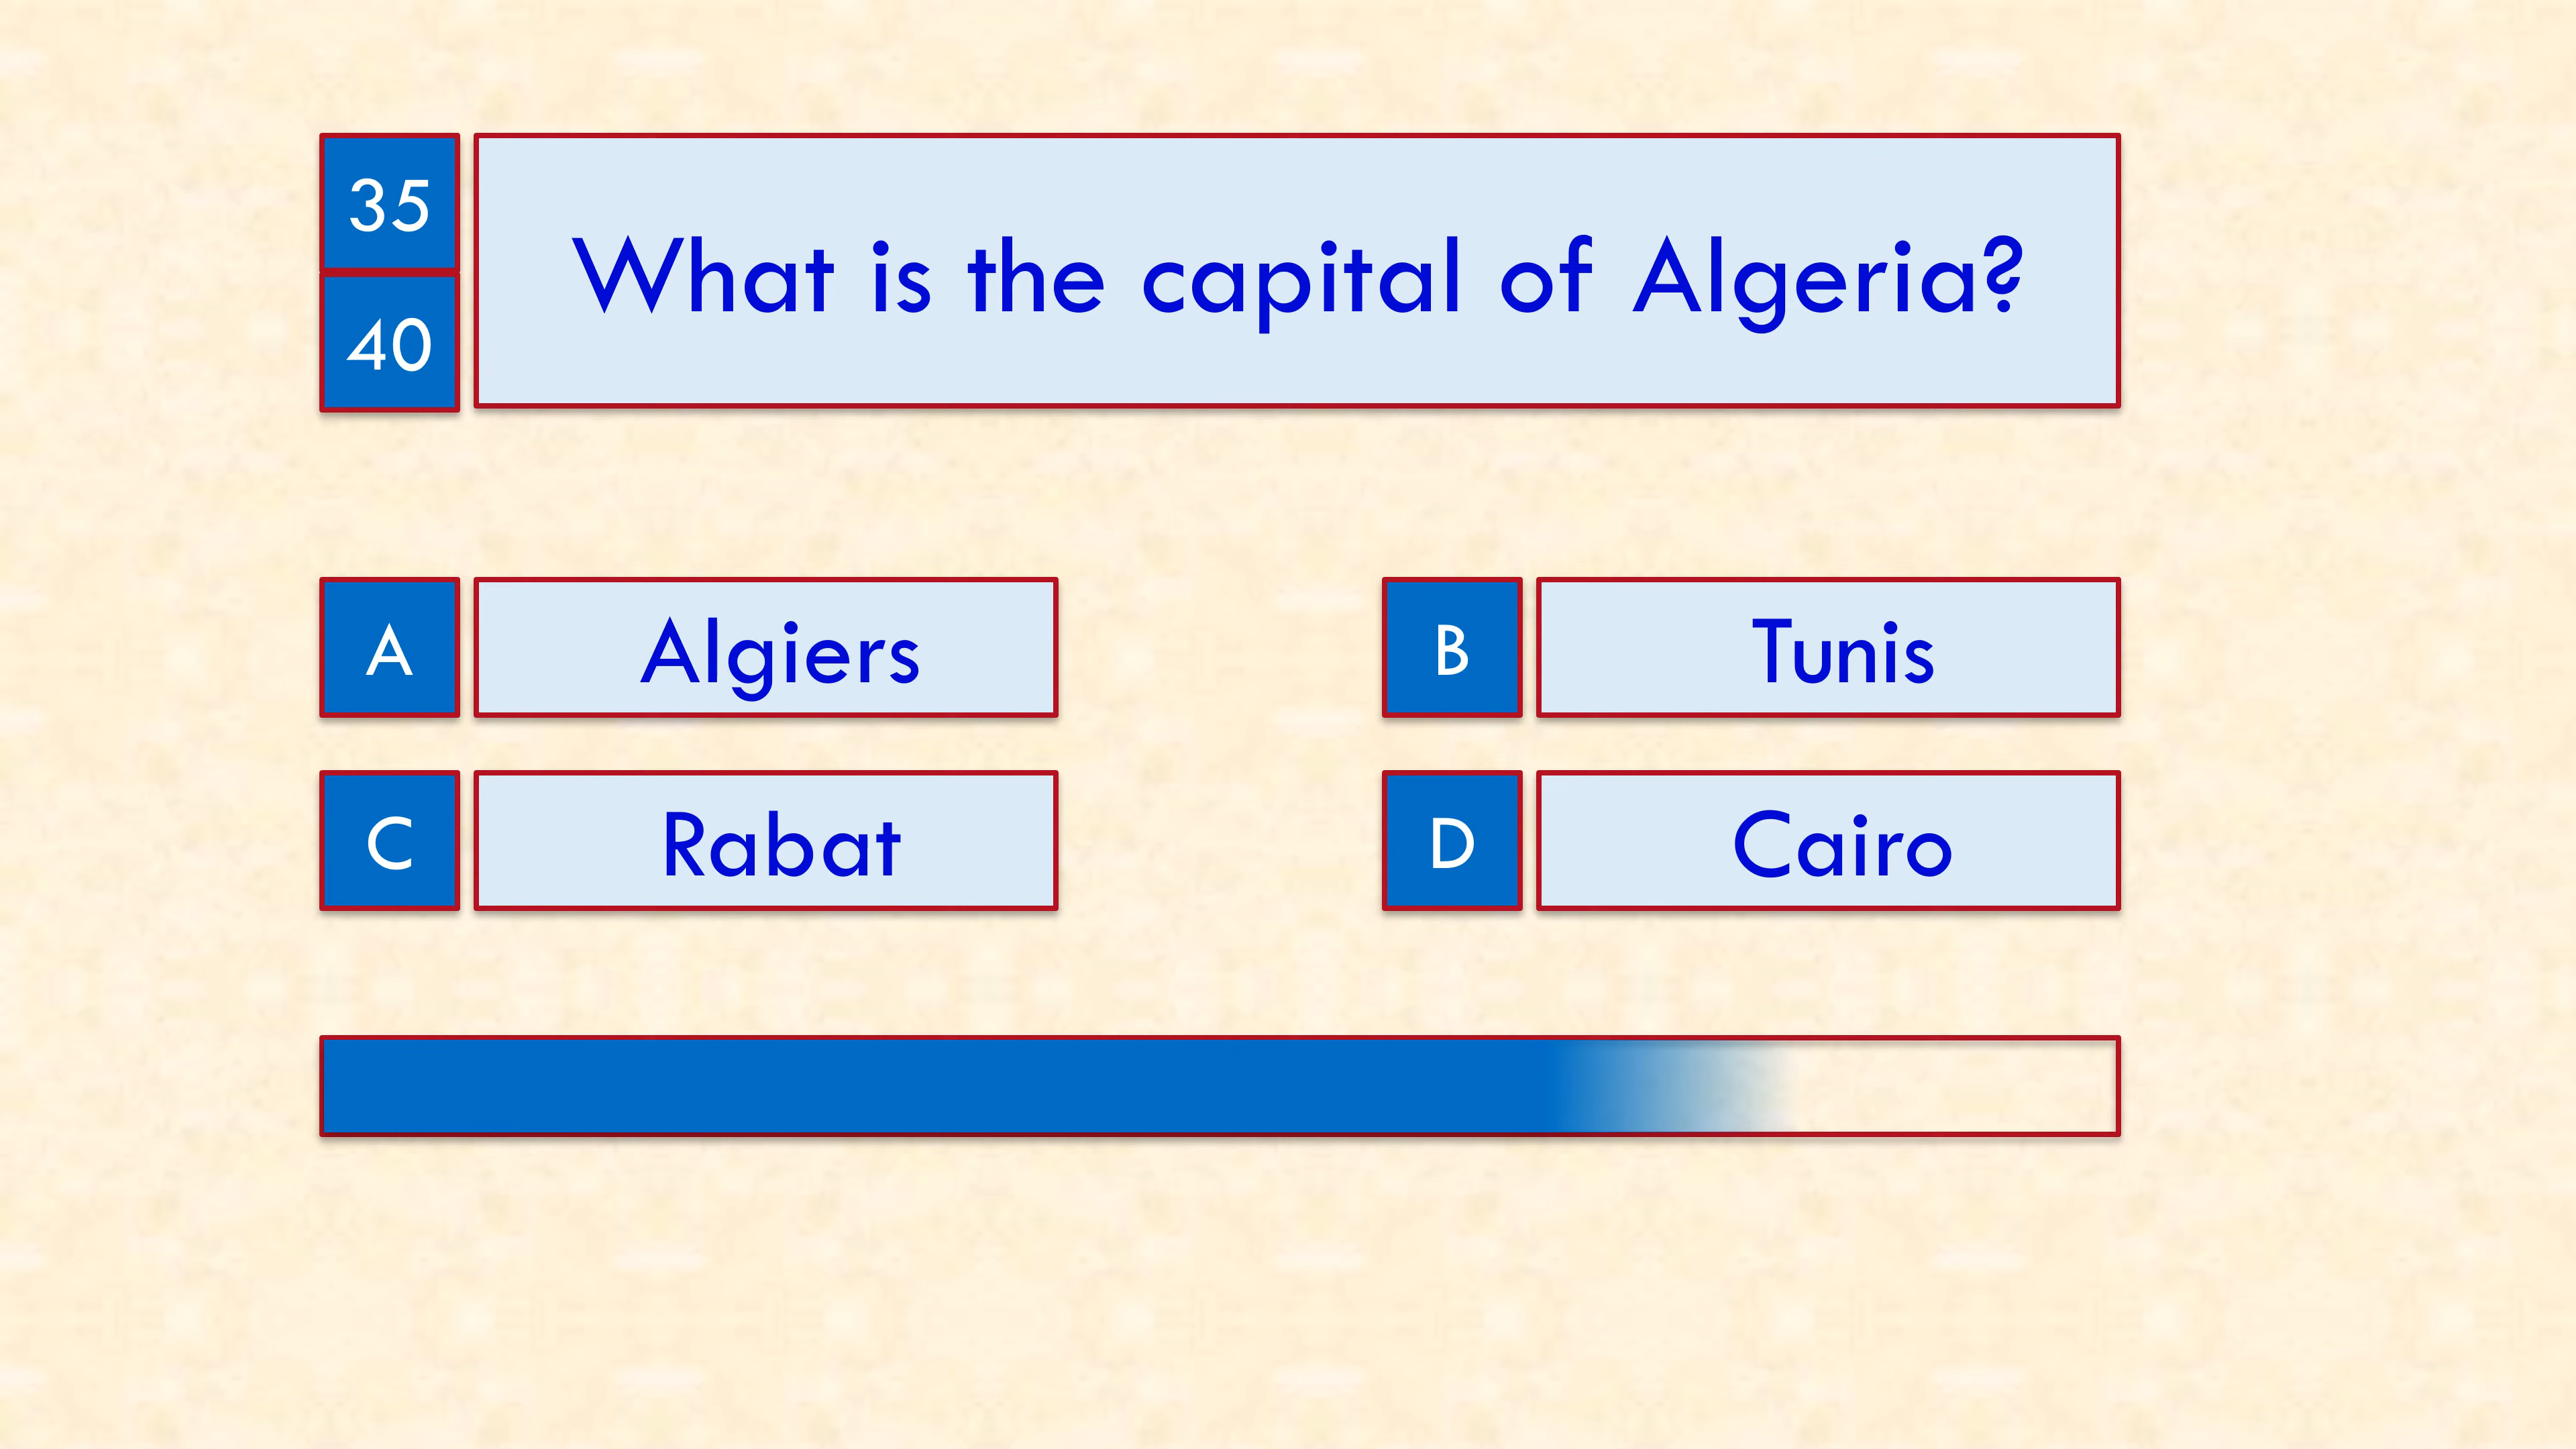 35
40
What is the capital of Algeria?
A
Algiers
B
Tunis
C
Rabat
D
Cairo